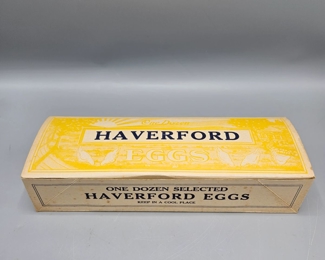 HAVERFORD
EGGS
ONE DOZEN SELECTED
HAVERFORD EGGS
KEEP IN A COOL PLACE